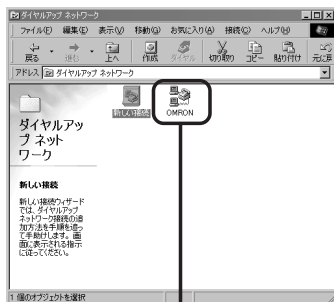 ダイヤルアップ ネットワーク
ファイル(F) 編集(E) 表示(V) 移動(G) お気に入り(A) 接続(C) ヘルプ(H)
戻る 進む 上へ 作成 ダイヤル 切り取り コピー 貼り付け 元に戻
アドレス ダイヤルアップ ネットワーク
新しい接続 OMRON
ダイヤルアッ
プ ネット
ワーク
新しい接続
新しい接続ウィザード
では、ダイヤルアップ
ネットワーク接続の追
加方法を手順を追っ
て手助けします。画
面に表示される指示
に従ってください。
1 個のオブジェクトを選択